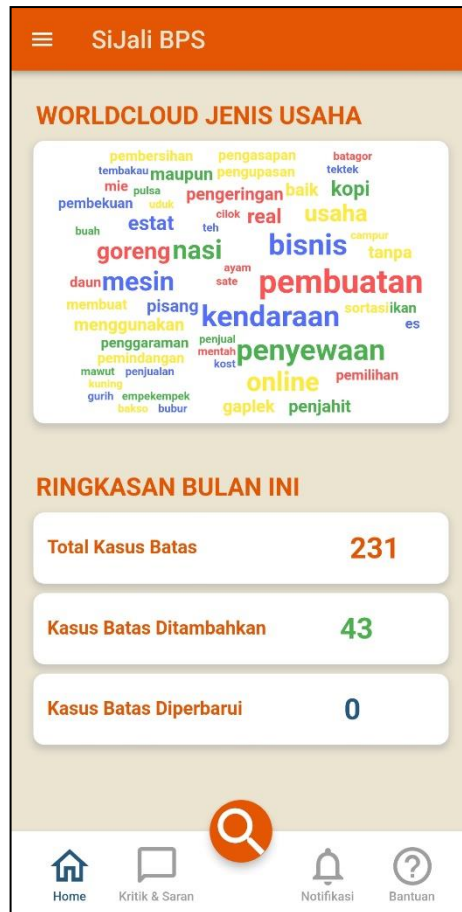 SiJali BPS
WORLDCLOUD JENIS USAHA
pembersihan pengasapan batagor
tembakau maupun pengupasan tektek
mie pulsa pengeringan baik kopi
pembekuan uduk cilok real usaha
buah estat teh bisnis campur
goreng nasi tanpa
daun mesin ayam sate pembuatan
membuat pisang kendaraan sortasi ikan
menggunakan es
penggaraman penjual penyewaan
pemindangan mentah
mawut penjualan kost online pemilihan
kuning
gurih empekempek gaplek penjahit
bakso bubur
RINGKASAN BULAN INI
Total Kasus Batas 231
Kasus Batas Ditambahkan 43
Kasus Batas Diperbarui 0
Home Kritik & Saran Notifikasi Bantuan